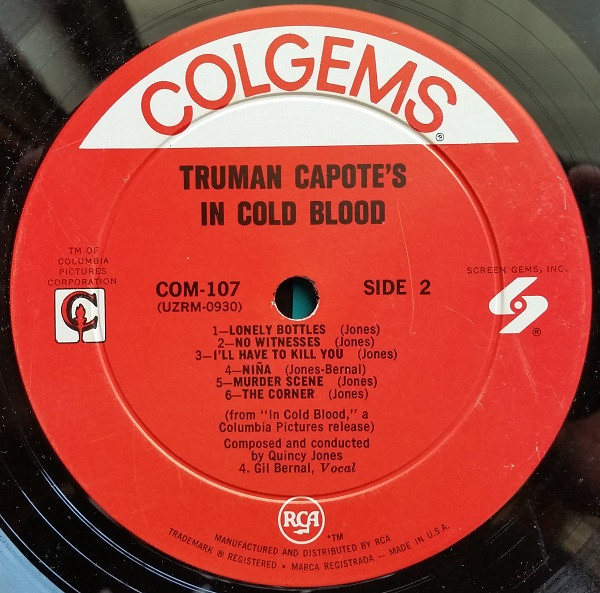 COLGEMS®
TRUMAN CAPOTE'S
IN COLD BLOOD
TM OF
COLUMBIA
PICTURES
CORPORATION
SCREEN GEMS, INC.
®
COM-107
(UZRM-0930)
SIDE 2
1—LONELY BOTTLES (Jones)
2—NO WITNESSES (Jones)
3—I'LL HAVE TO KILL YOU (Jones)
4—NIÑA (Jones-Bernal)
5—MURDER SCENE (Jones)
6—THE CORNER (Jones)
(from "In Cold Blood," a
Columbia Pictures release)
Composed and conducted
by Quincy Jones
4. Gil Bernal, Vocal
RCA
*TM
MANUFACTURED AND DISTRIBUTED BY RCA
TRADEMARK ® REGISTERED • MARCA REGISTRADA — MADE IN U.S.A.